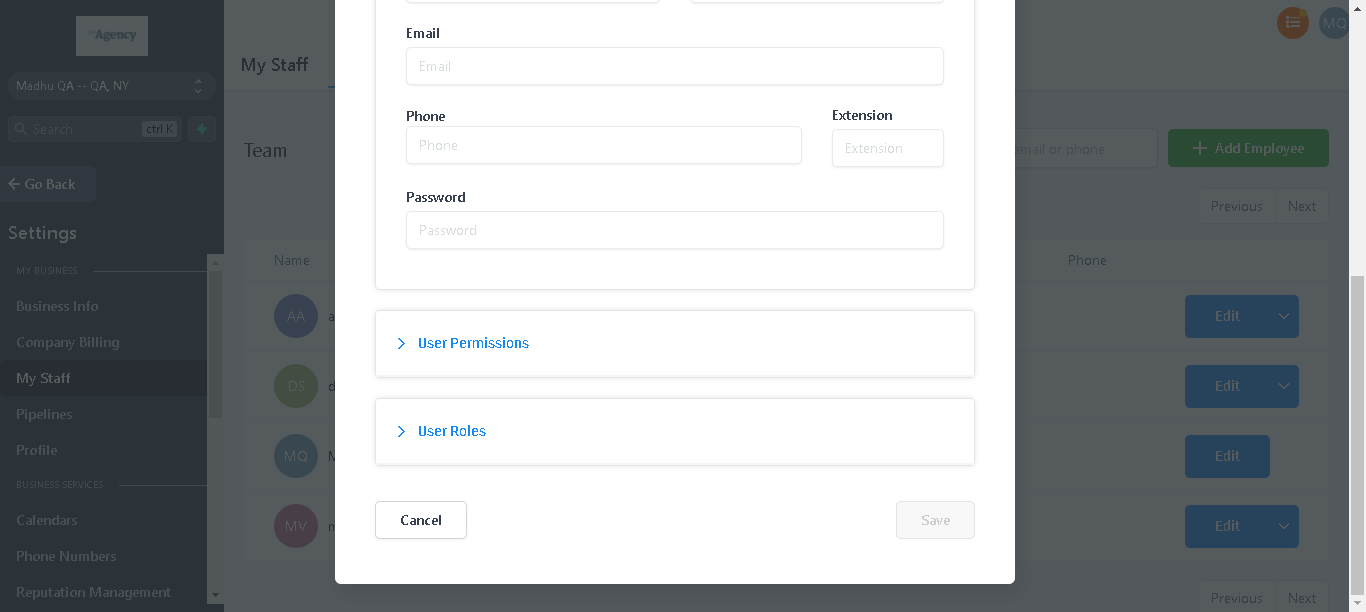 Agency
Madhu QA -- QA, NY
Search
ctrl K
Go Back
Settings
MY BUSINESS
Business Info
Company Billing
My Staff
Pipelines
Profile
BUSINESS SERVICES
Calendars
Phone Numbers
Reputation Management
My Staff
MQ
Team
email or phone
Add Employee
Previous
Next
Name
Phone
AA
a
Edit
DS
d
Edit
MQ
Edit
MV
Edit
Previous
Next
Email
Email
Phone
Phone
Extension
Extension
Password
Password
User Permissions
User Roles
Cancel
Save